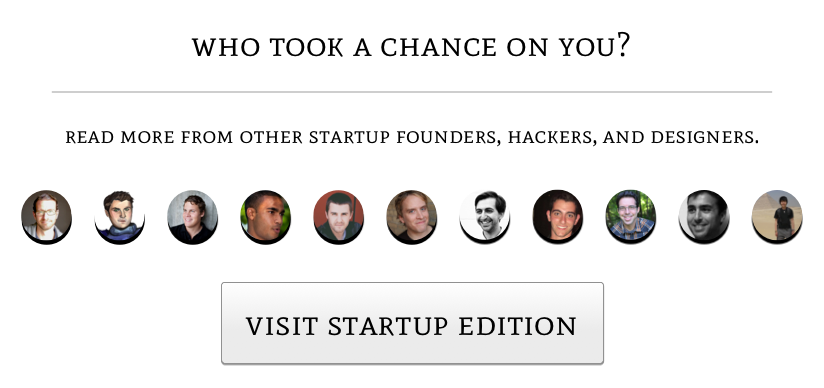 WHO TOOK A CHANCE ON YOU?
READ MORE FROM OTHER STARTUP FOUNDERS, HACKERS, AND DESIGNERS.
VISIT STARTUP EDITION